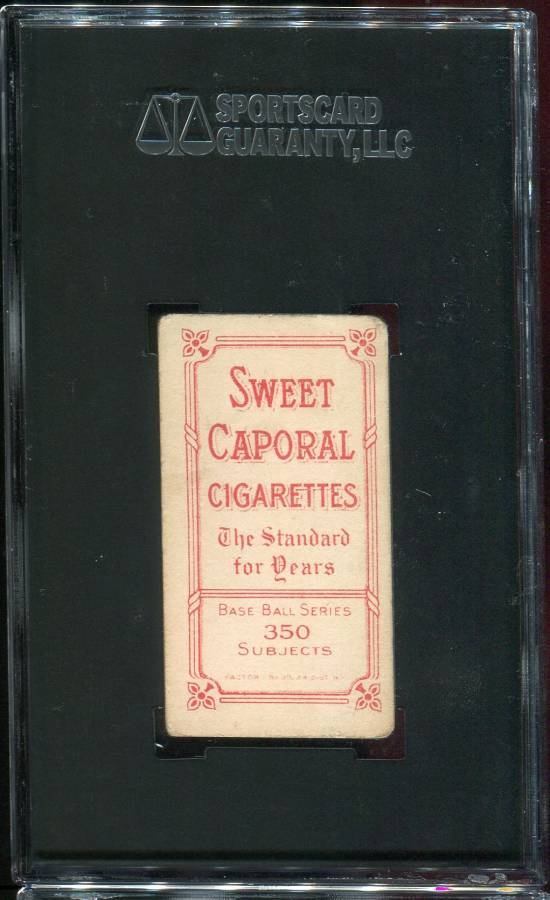 SPORTSCARD
GUARANTY, LLC
SWEET
CAPORAL
CIGARETTES
The Standard
for Years
BASE BALL SERIES
350
SUBJECTS